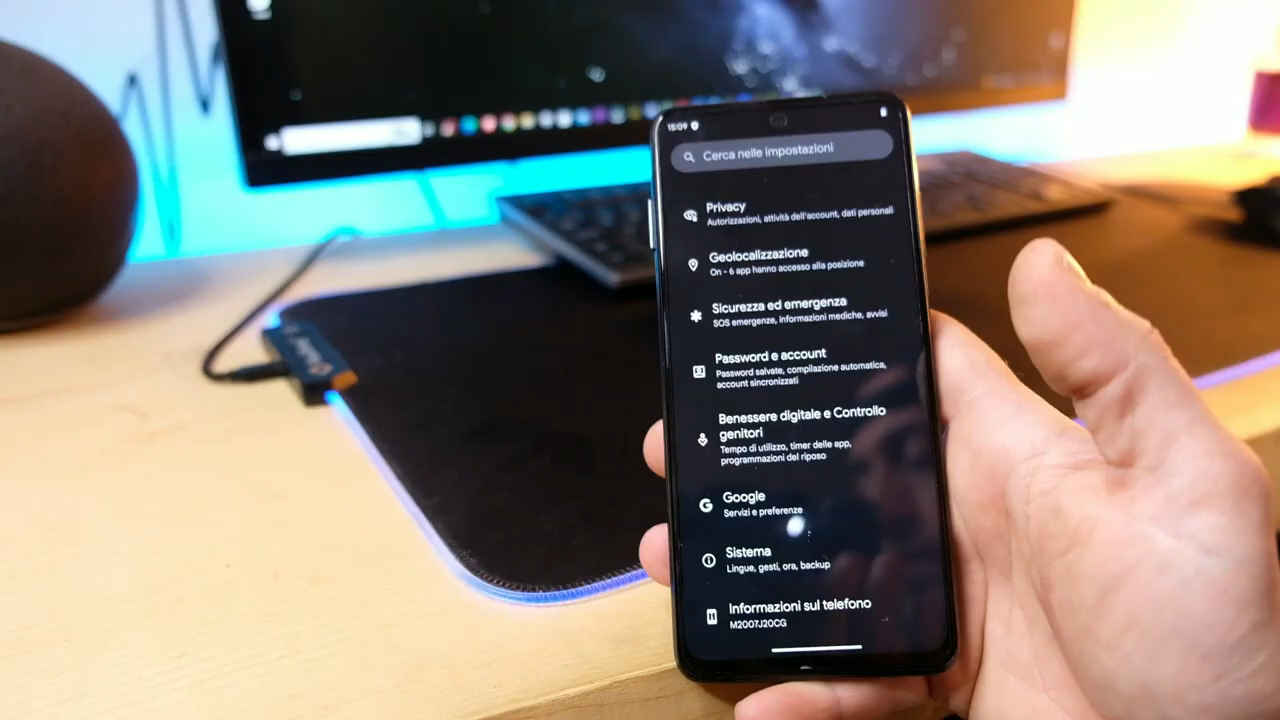 15:09
Cerca nelle impostazioni
Privacy
Autorizzazioni, attività dell'account, dati personali
Geolocalizzazione
On - 6 app hanno accesso alla posizione
Sicurezza ed emergenza
SOS emergenze, informazioni mediche, avvisi
Password e account
Password salvate, compilazione automatica,
account sincronizzati
Benessere digitale e Controllo
genitori
Tempo di utilizzo, timer delle app,
programmazioni del riposo
Google
Servizi e preferenze
Sistema
Lingue, gesti, ora, backup
Informazioni sul telefono
M2007J20CG